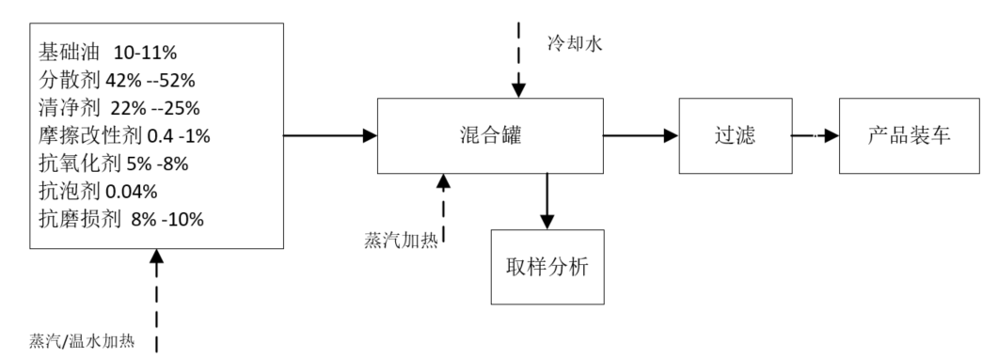 基础油 10-11%
分散剂 42% --52%
清净剂 22% --25%
摩擦改性剂 0.4 -1%
抗氧化剂 5% -8%
抗泡剂 0.04%
抗磨损剂 8% -10%
冷却水
混合罐
过滤
产品装车
蒸汽加热
取样分析
蒸汽/温水加热